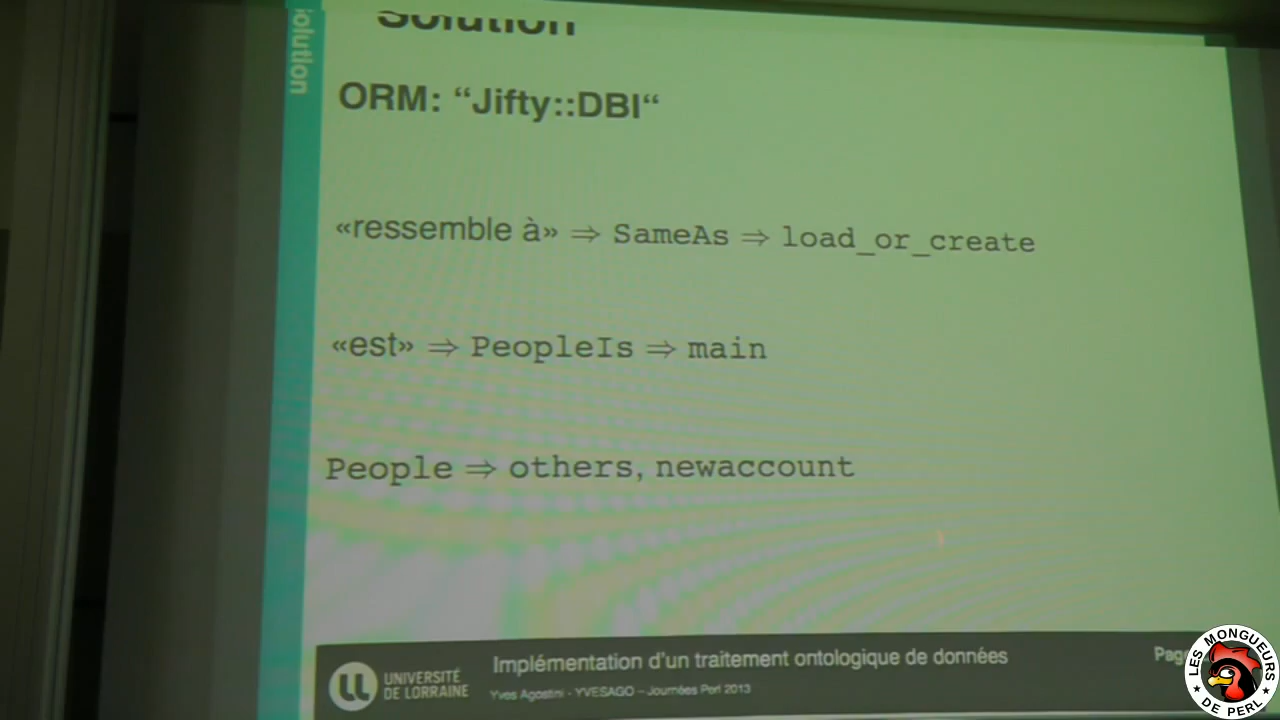 Solution
olution
ORM: “Jifty::DBI“
«ressemble à» ⇒ SameAs ⇒ load_or_create
«est» ⇒ PeopleIs ⇒ main
People ⇒ others, newaccount
UNIVERSITÉ
DE LORRAINE
Implémentation d'un traitement ontologique de données
Yves Agostini - YVESAGO – Journées Perl 2013
Pag
LES MONGUEURS
★ DE PERL ★